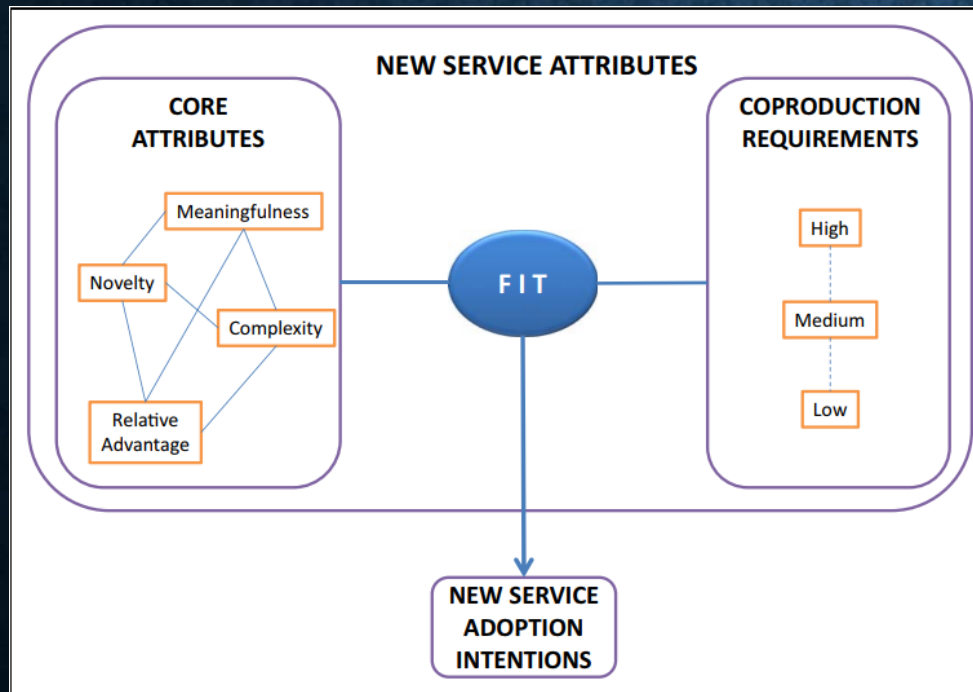 NEW SERVICE ATTRIBUTES
CORE
ATTRIBUTES
Meaningfulness
Novelty
Complexity
Relative
Advantage
F I T
COPRODUCTION
REQUIREMENTS
High
Medium
Low
NEW SERVICE
ADOPTION
INTENTIONS